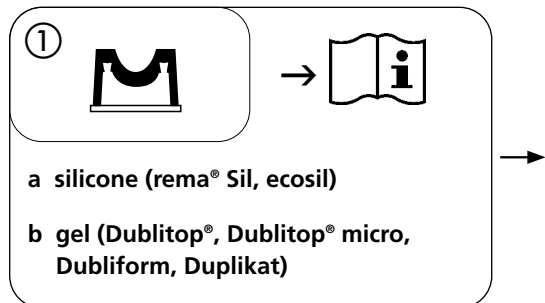 ①
i
a silicone (rema® Sil, ecosil)
b gel (Dublitop®, Dublitop® micro,
Dubliform, Duplikat)